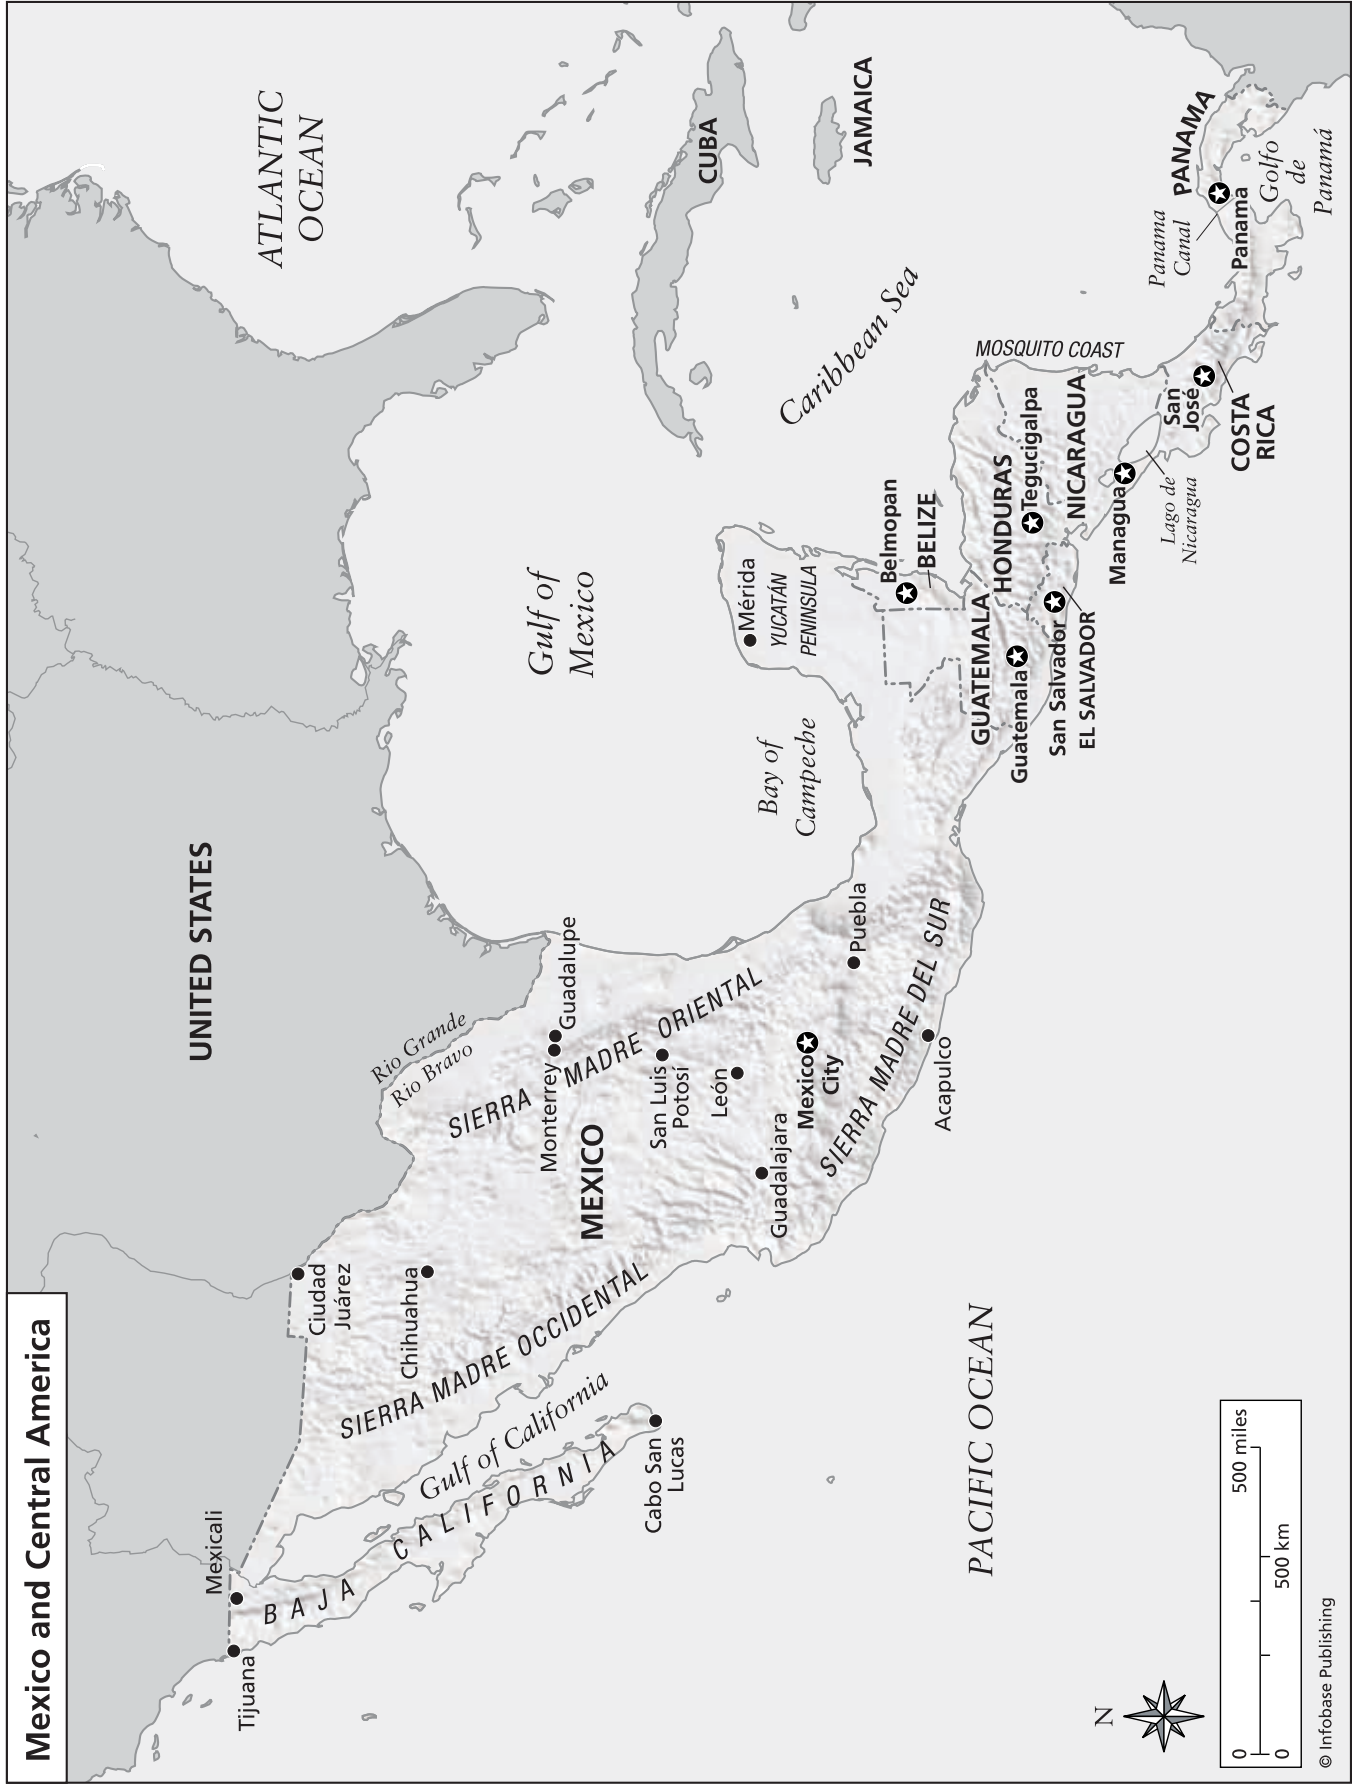 Mexico and Central America
UNITED STATES
ATLANTIC
OCEAN
Tijuana
Mexicali
BAJA CALIFORNIA
Gulf of California
Cabo San
Lucas
Ciudad
Juárez
Chihuahua
SIERRA MADRE OCCIDENTAL
Rio Grande
Rio Bravo
SIERRA MADRE ORIENTAL
Monterrey
Guadalupe
MEXICO
San Luis
Potosí
León
Guadalajara
Mexico
City
Puebla
SIERRA MADRE DEL SUR
Acapulco
Gulf of
Mexico
Bay of
Campeche
Mérida
YUCATÁN
PENINSULA
CUBA
JAMAICA
Caribbean Sea
Belmopan
BELIZE
GUATEMALA
Guatemala
HONDURAS
Tegucigalpa
San Salvador
EL SALVADOR
NICARAGUA
MOSQUITO COAST
Managua
Lago de
Nicaragua
San
José
COSTA
RICA
PANAMA
Panama
Canal
Panama
Golfo
de
Panamá
PACIFIC OCEAN
N
0 500 miles
0 500 km
© Infobase Publishing